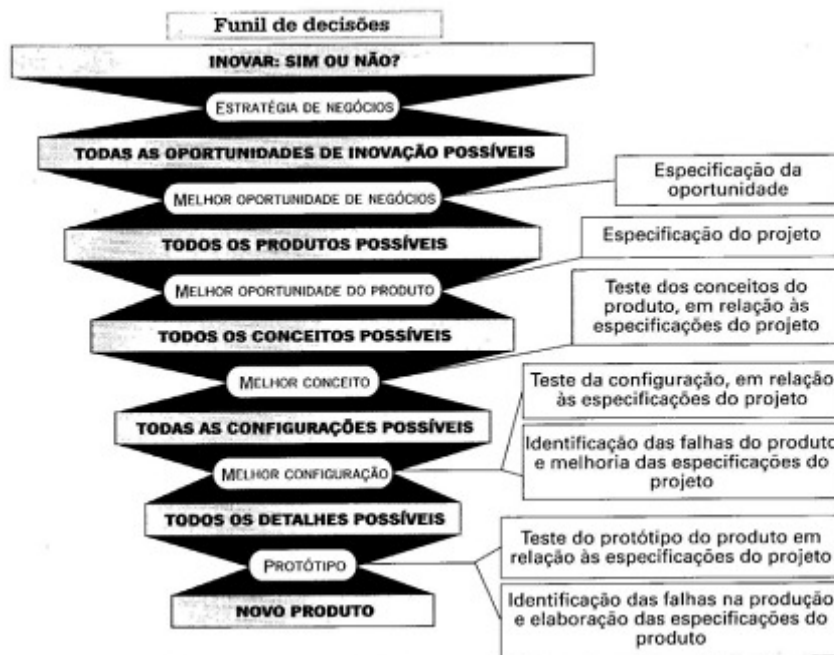 Funil de decisões
INOVAR: SIM OU NÃO?
ESTRATÉGIA DE NEGÓCIOS
TODAS AS OPORTUNIDADES DE INOVAÇÃO POSSÍVEIS
MELHOR OPORTUNIDADE DE NEGÓCIOS
Especificação da
oportunidade
TODOS OS PRODUTOS POSSÍVEIS
Especificação do projeto
MELHOR OPORTUNIDADE DO PRODUTO
Teste dos conceitos do
produto, em relação às
especificações do projeto
TODOS OS CONCEITOS POSSÍVEIS
MELHOR CONCEITO
Teste da configuração, em relação
às especificações do projeto
TODAS AS CONFIGURAÇÕES POSSÍVEIS
Identificação das falhas do produto
e melhoria das especificações do
projeto
MELHOR CONFIGURAÇÃO
TODOS OS DETALHES POSSÍVEIS
Teste do protótipo do produto em
relação às especificações do projeto
PROTÓTIPO
NOVO PRODUTO
Identificação das falhas na produção
e elaboração das especificações do
produto